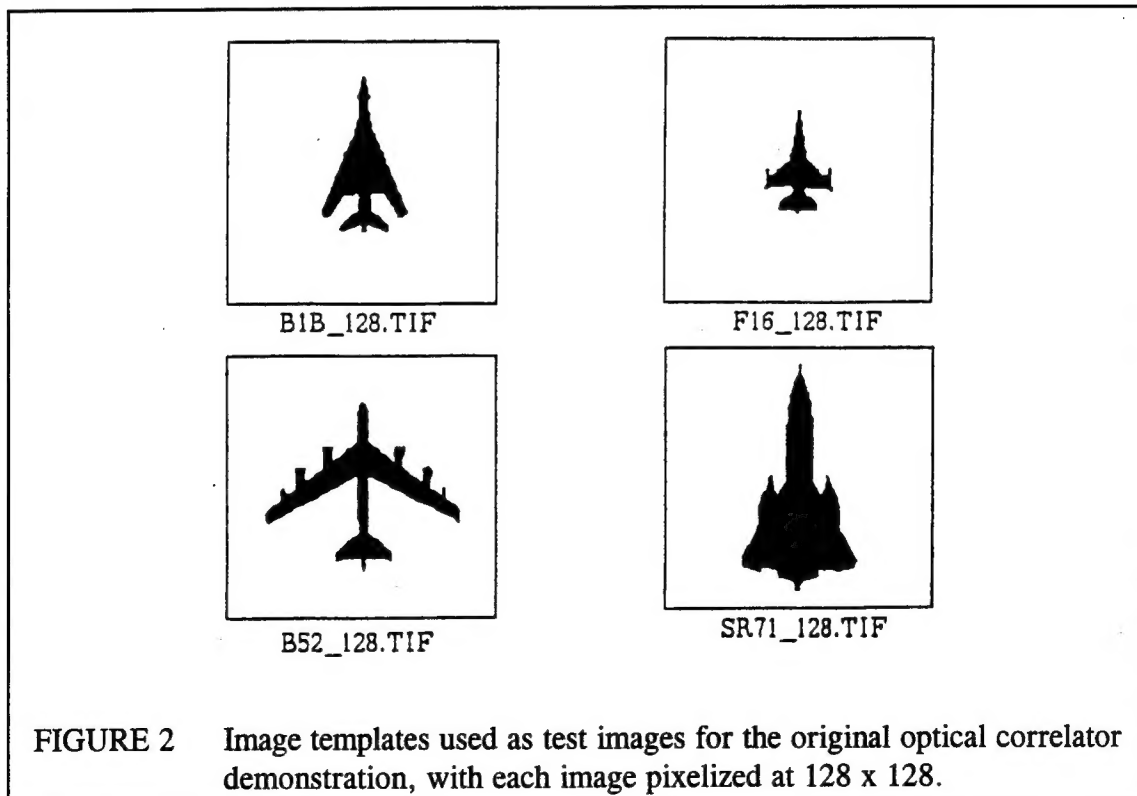 B1B_128.TIF
F16_128.TIF
B52_128.TIF
SR71_128.TIF
FIGURE 2 Image templates used as test images for the original optical correlator
demonstration, with each image pixelized at 128 x 128.